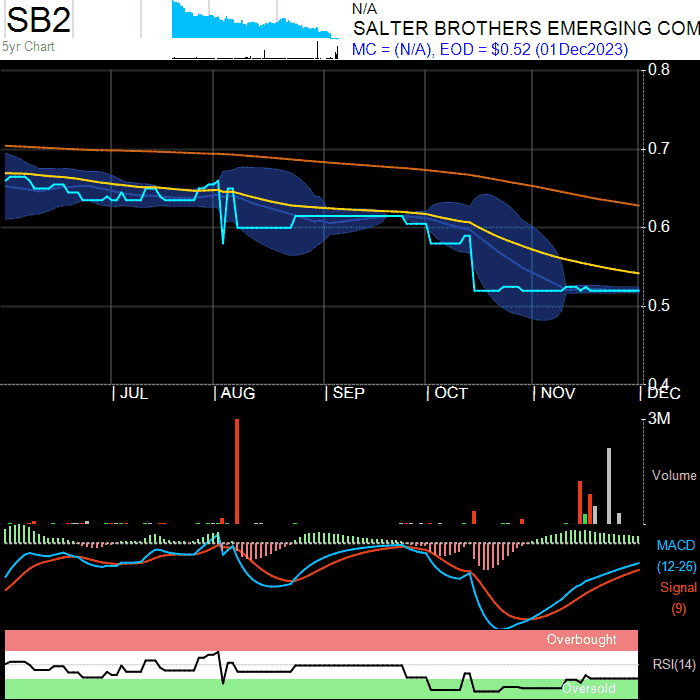 SB2
5yr Chart
N/A
SALTER BROTHERS EMERGING COM
MC = (N/A), EOD = $0.52 (01Dec2023)
0.8
0.7
0.6
0.5
0.4
JUL
AUG
SEP
OCT
NOV
DEC
3M
Volume
MACD
(12-26)
Signal
(9)
Overbought
RSI(14)
Oversold